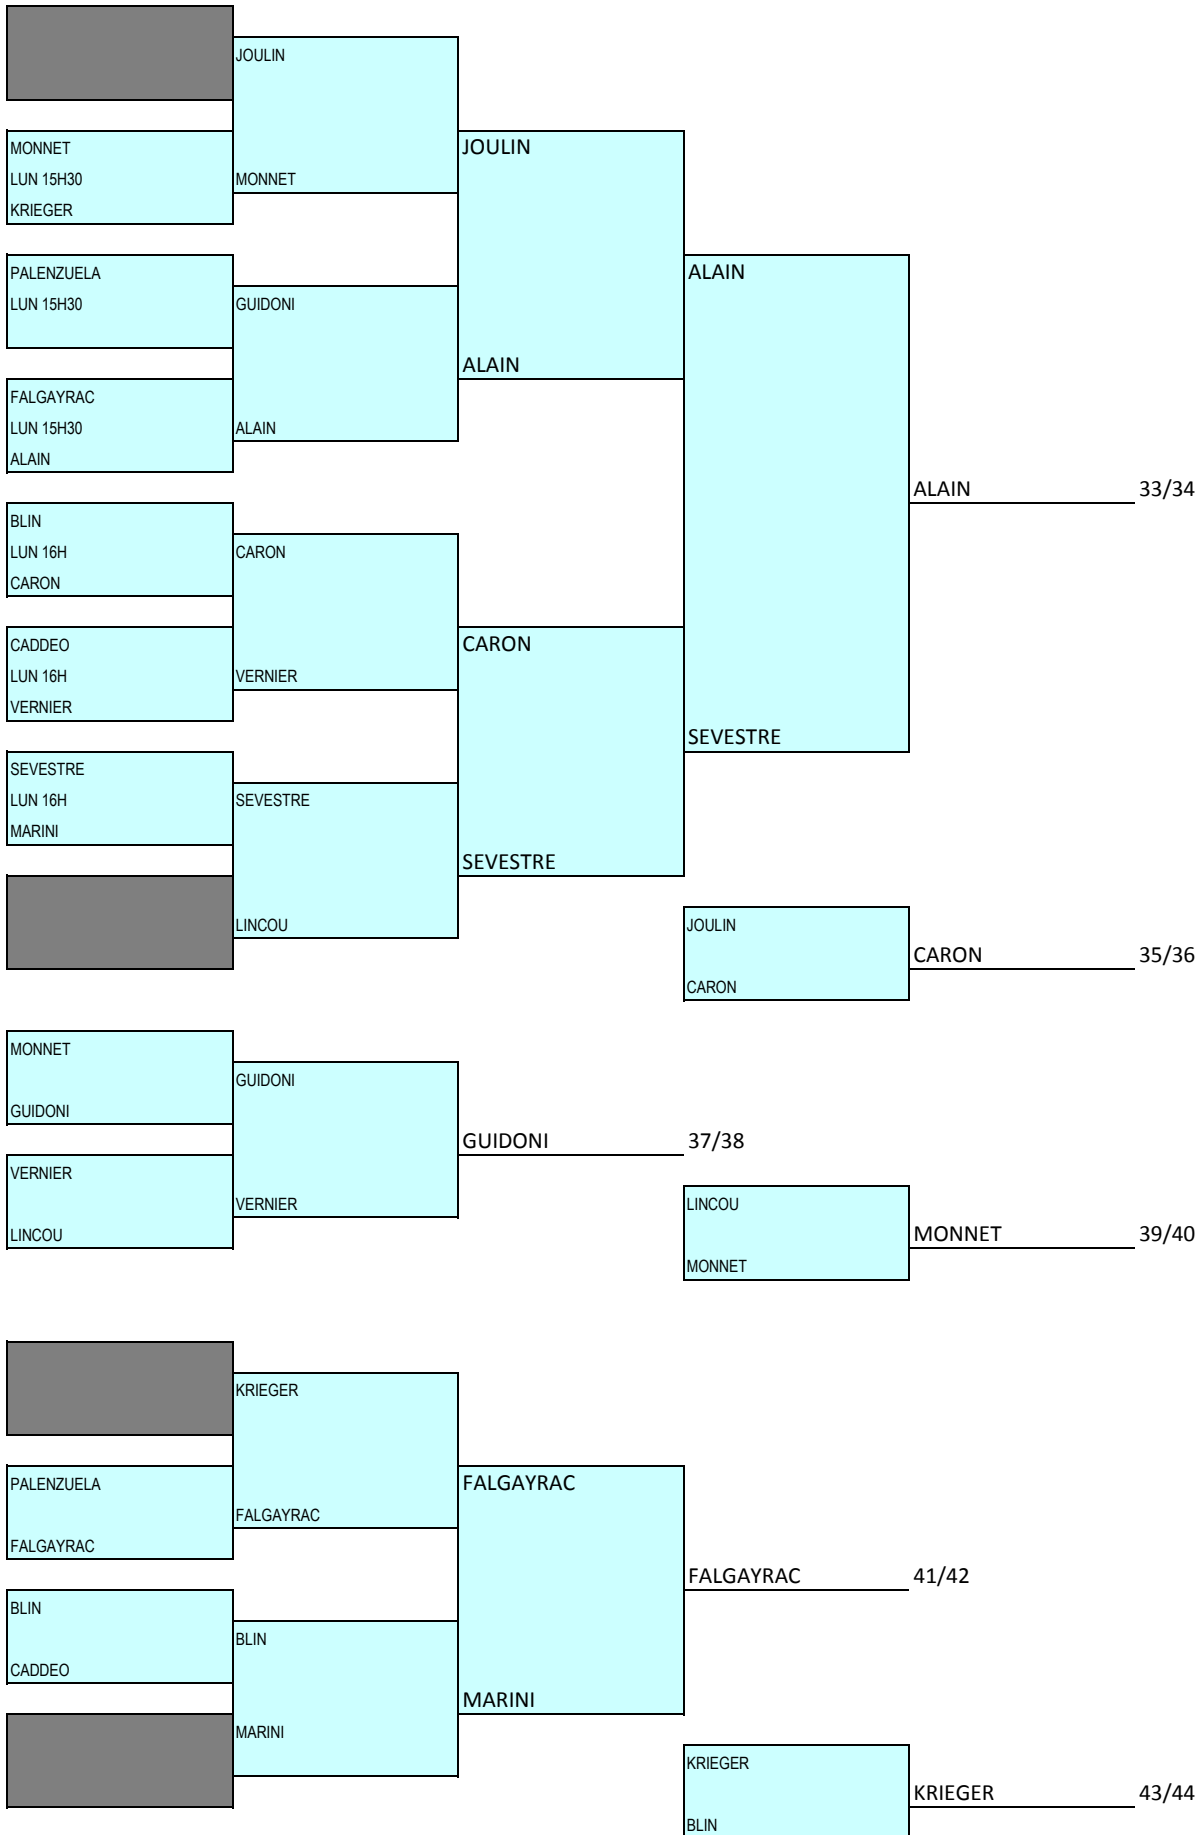 JOULIN
MONNET
JOULIN
LUN 15H30
MONNET
KRIEGER
PALENZUELA
ALAIN
LUN 15H30
GUIDONI
ALAIN
FALGAYRAC
LUN 15H30
ALAIN
ALAIN
ALAIN 33/34
BLIN
LUN 16H
CARON
CARON
CADDEO
CARON
LUN 16H
VERNIER
VERNIER
SEVESTRE
SEVESTRE
LUN 16H
SEVESTRE
MARINI
SEVESTRE
LINCOU
JOULIN
CARON 35/36
CARON
MONNET
GUIDONI
GUIDONI
GUIDONI 37/38
VERNIER
VERNIER
LINCOU
LINCOU
MONNET 39/40
MONNET
KRIEGER
PALENZUELA
FALGAYRAC
FALGAYRAC
FALGAYRAC
FALGAYRAC 41/42
BLIN
BLIN
CADDEO
MARINI
MARINI
KRIEGER
KRIEGER 43/44
BLIN